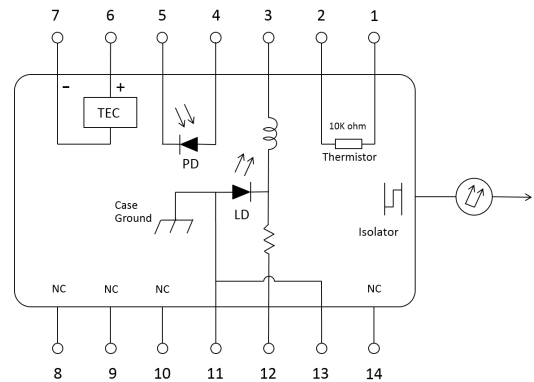 7 6 5 4 3 2 1
− +
TEC
10K ohm
PD
Thermistor
Case
Ground
LD
Isolator
NC NC NC NC
8 9 10 11 12 13 14